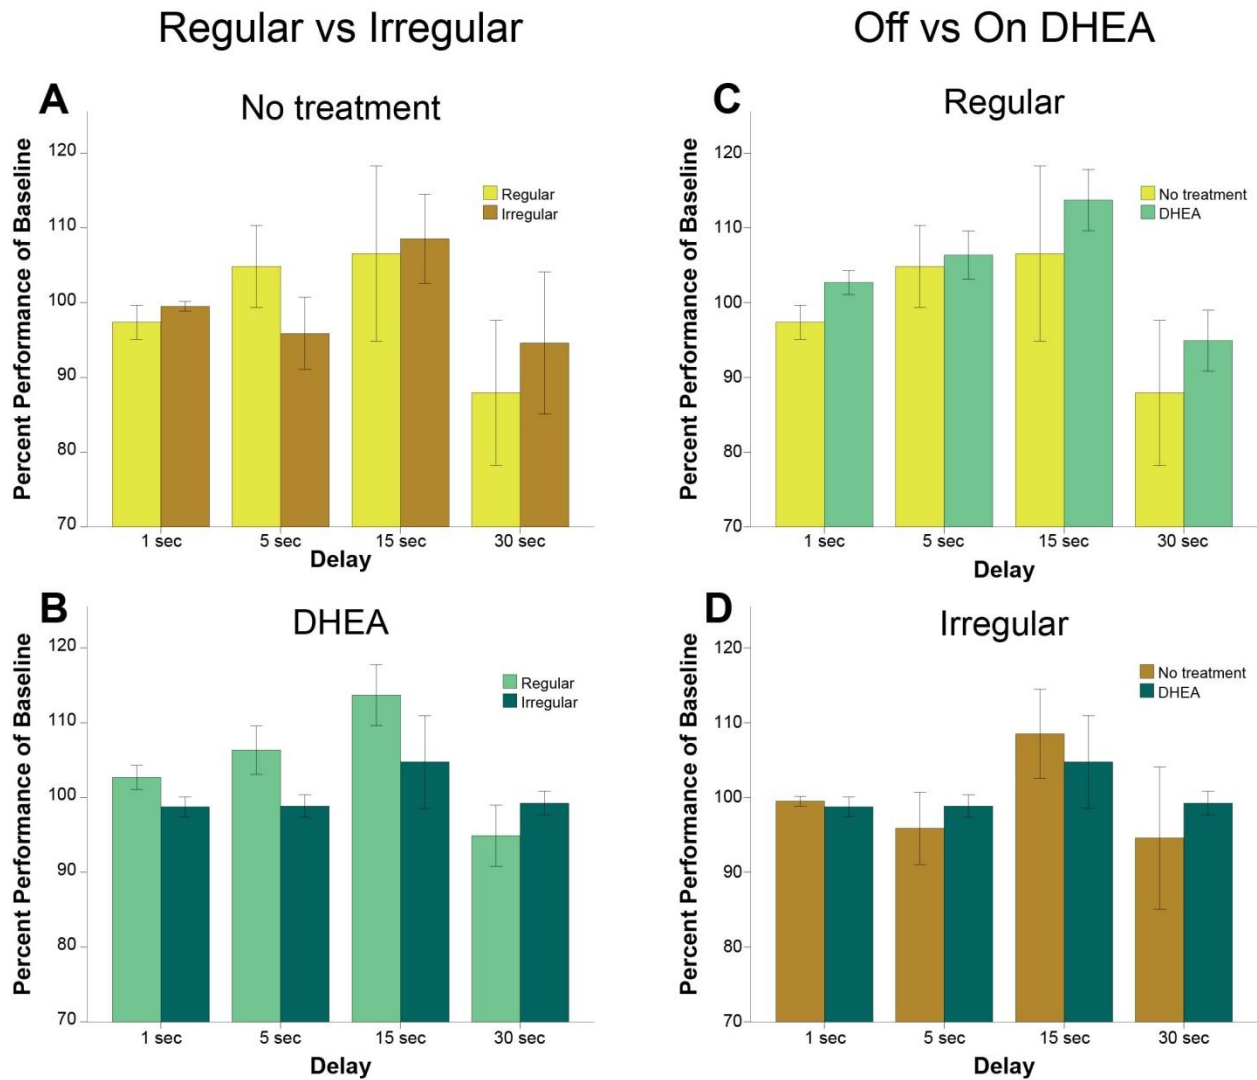 Regular vs Irregular
Off vs On DHEA
A
No treatment
Percent Performance of Baseline
120
110
100
90
80
70
Regular
Irregular
1 sec
5 sec
15 sec
30 sec
Delay
C
Regular
Percent Performance of Baseline
120
110
100
90
80
70
No treatment
DHEA
1 sec
5 sec
15 sec
30 sec
Delay
B
DHEA
Percent Performance of Baseline
120
110
100
90
80
70
Regular
Irregular
1 sec
5 sec
15 sec
30 sec
Delay
D
Irregular
Percent Performance of Baseline
120
110
100
90
80
70
No treatment
DHEA
1 sec
5 sec
15 sec
30 sec
Delay